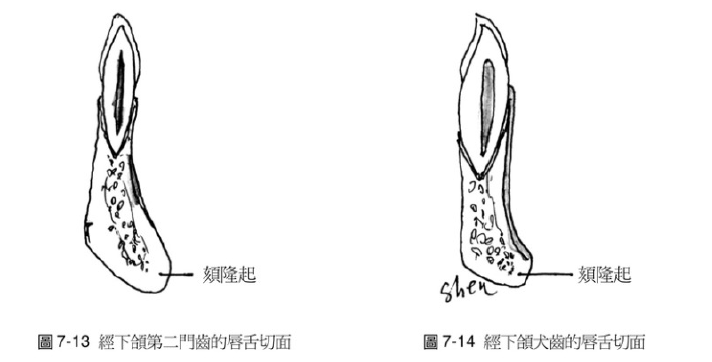 頦隆起
頦隆起
shen
圖 7-13 經下頜第二門齒的唇舌切面
圖 7-14 經下頜犬齒的唇舌切面